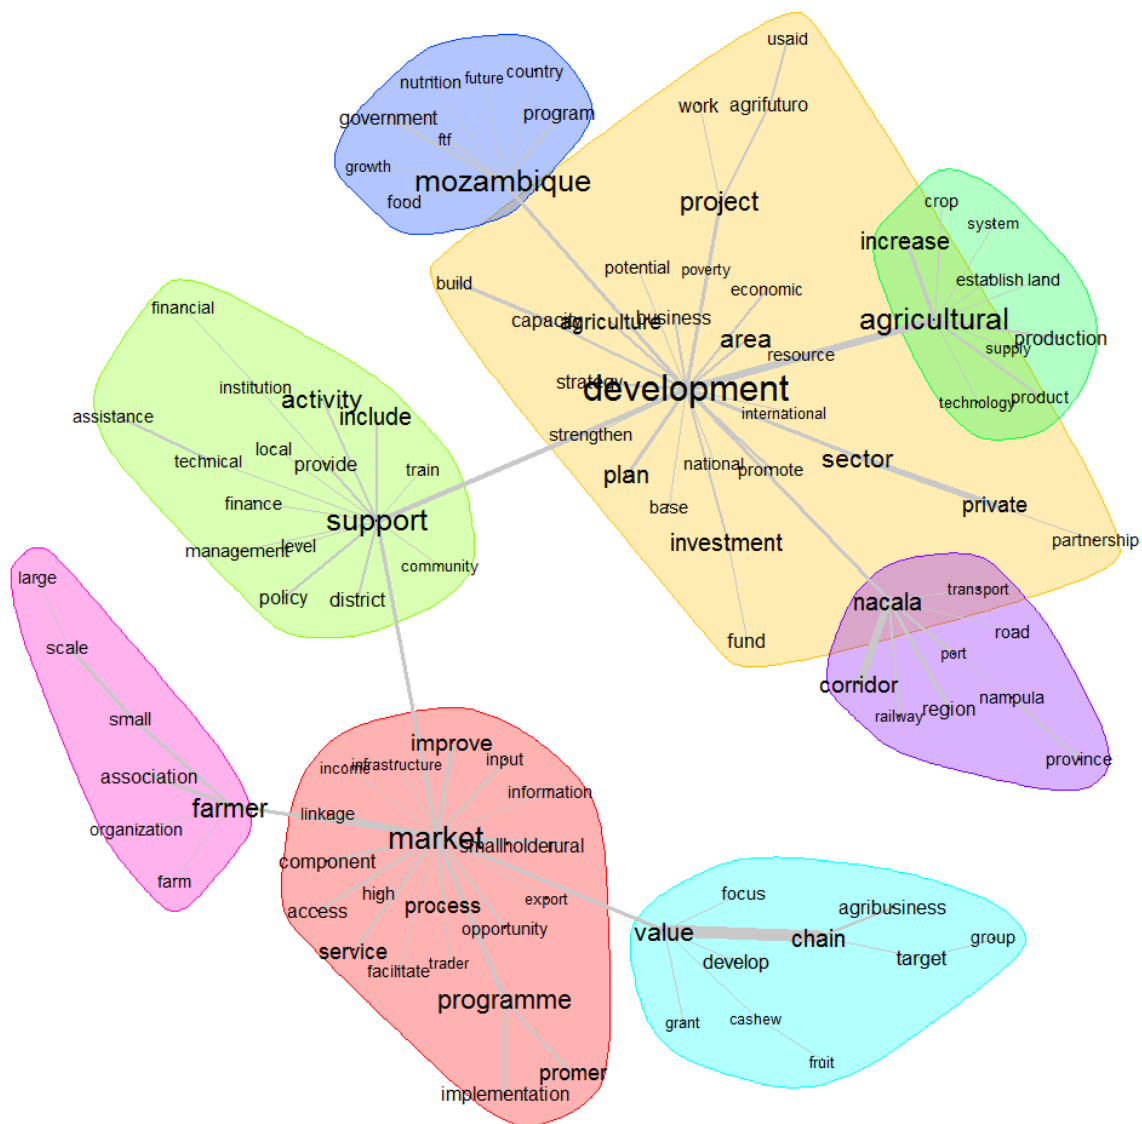 usaid
nutrition
future
country
work
agrifuturo
government
program
ftf
growth
mozambique
food
project
crop
system
increase
potential
poverty
build
economic
establish
land
financial
capacity
agriculture
business
area
agricultural
production
resource
supply
institution
activity
strategy
development
technology
product
assistance
include
international
strengthen
local
technical
provide
train
plan
national
promote
sector
finance
base
private
support
management
level
investment
partnership
community
large
policy
district
nacala
transport
scale
fund
port
road
corridor
nampula
railway
region
small
improve
income
infrastructure
input
province
association
information
farmer
linkage
organization
market
smallholder
rural
component
farm
high
access
process
export
focus
agribusiness
opportunity
value
chain
group
service
facilitate
trader
develop
target
programme
grant
cashew
promer
fruit
implementation